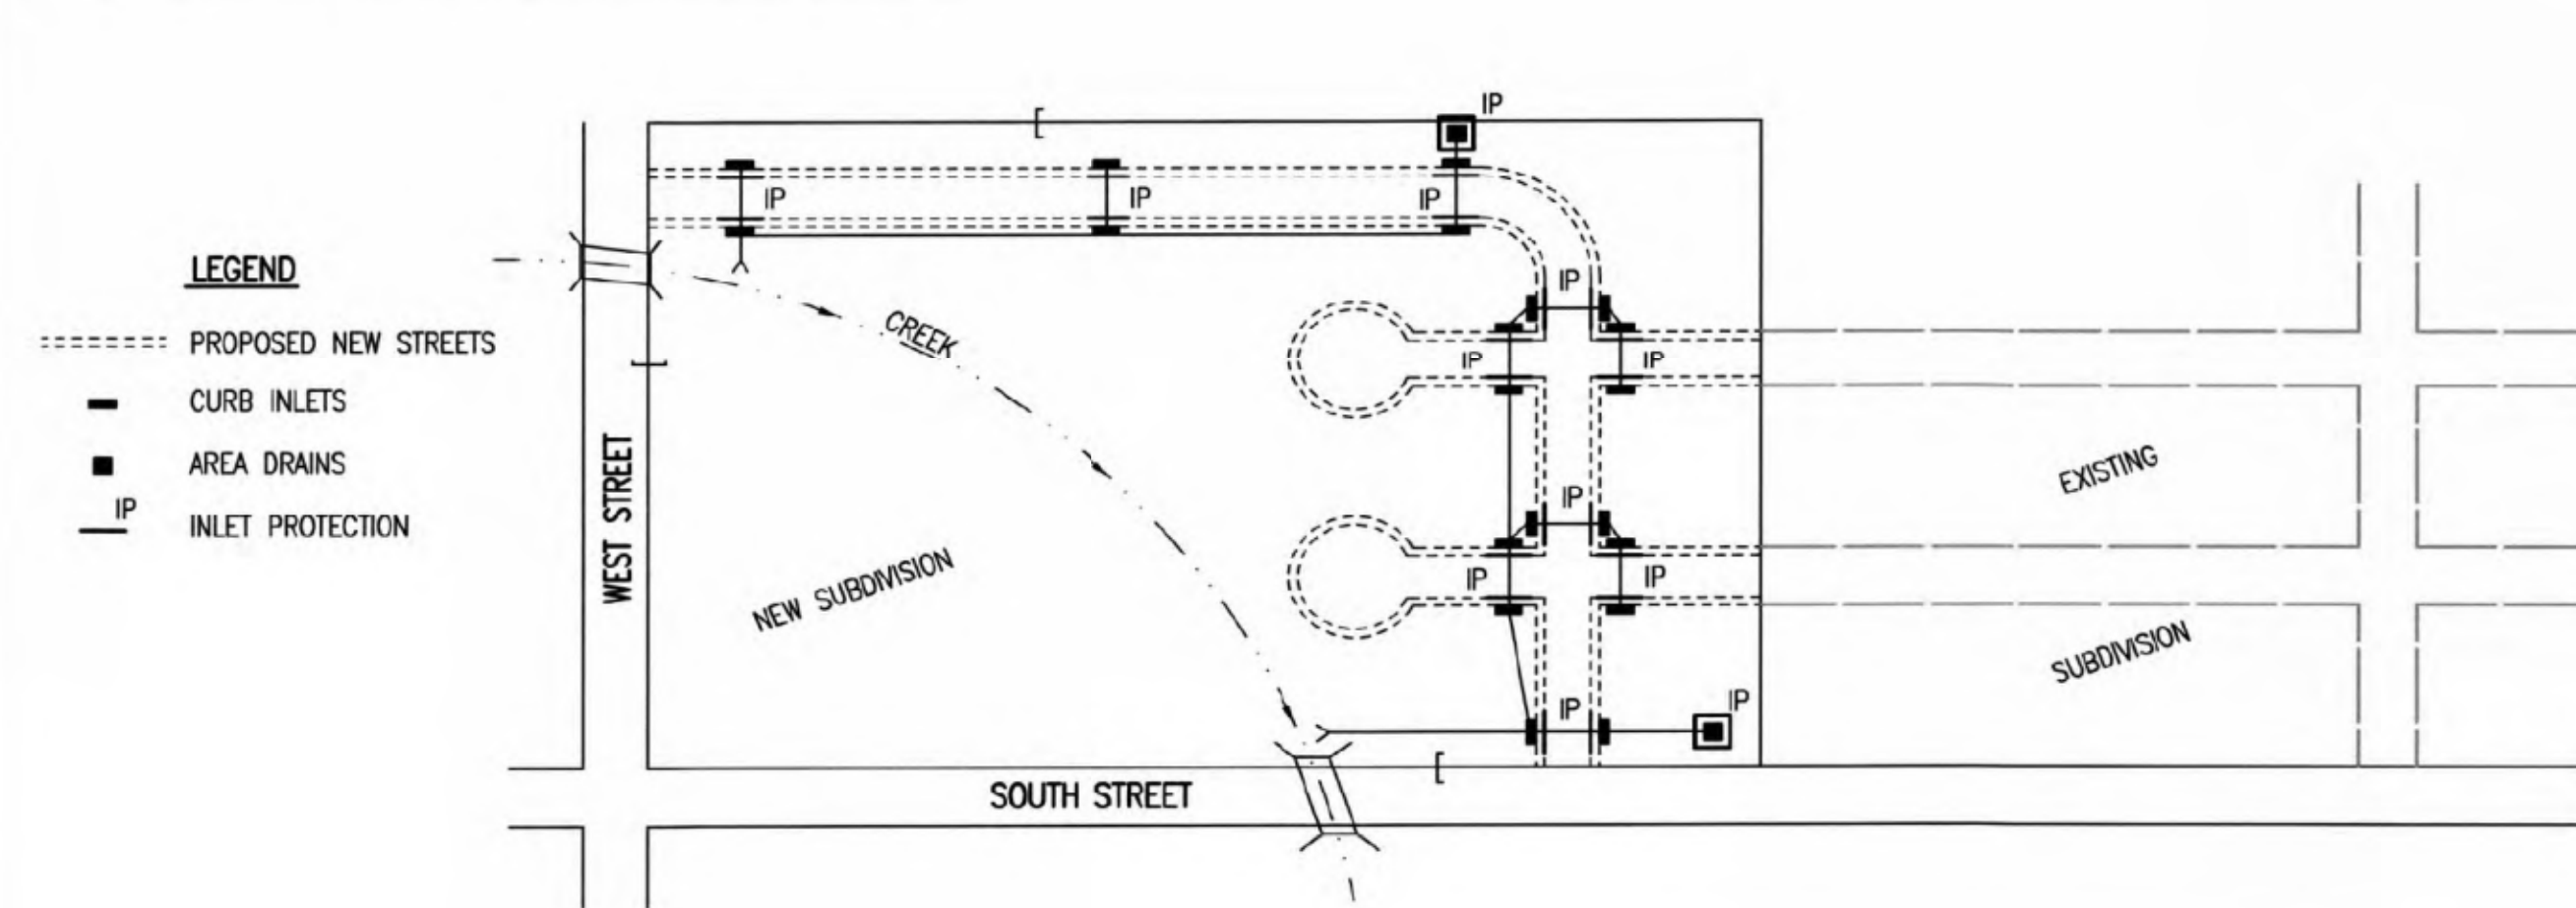 IP
IP
IP
IP
LEGEND
PROPOSED NEW STREETS
CURB INLETS
AREA DRAINS
IP
INLET PROTECTION
WEST STREET
CREEK
NEW SUBDIVISION
IP
IP
IP
IP
IP
IP
IP
IP
SOUTH STREET
EXISTING
SUBDIVISION